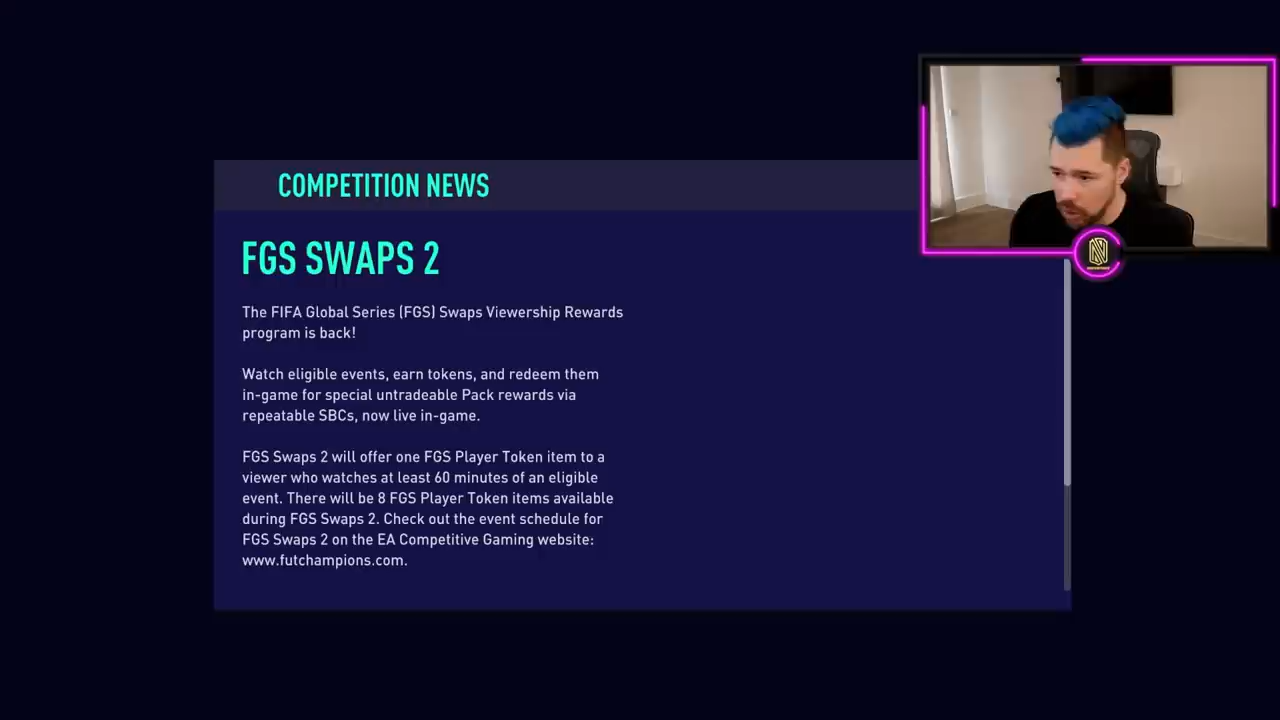 COMPETITION NEWS
FGS SWAPS 2
The FIFA Global Series (FGS) Swaps Viewership Rewards
program is back!
Watch eligible events, earn tokens, and redeem them
in-game for special untradeable Pack rewards via
repeatable SBCs, now live in-game.
FGS Swaps 2 will offer one FGS Player Token item to a
viewer who watches at least 60 minutes of an eligible
event. There will be 8 FGS Player Token items available
during FGS Swaps 2. Check out the event schedule for
FGS Swaps 2 on the EA Competitive Gaming website:
www.futchampions.com.